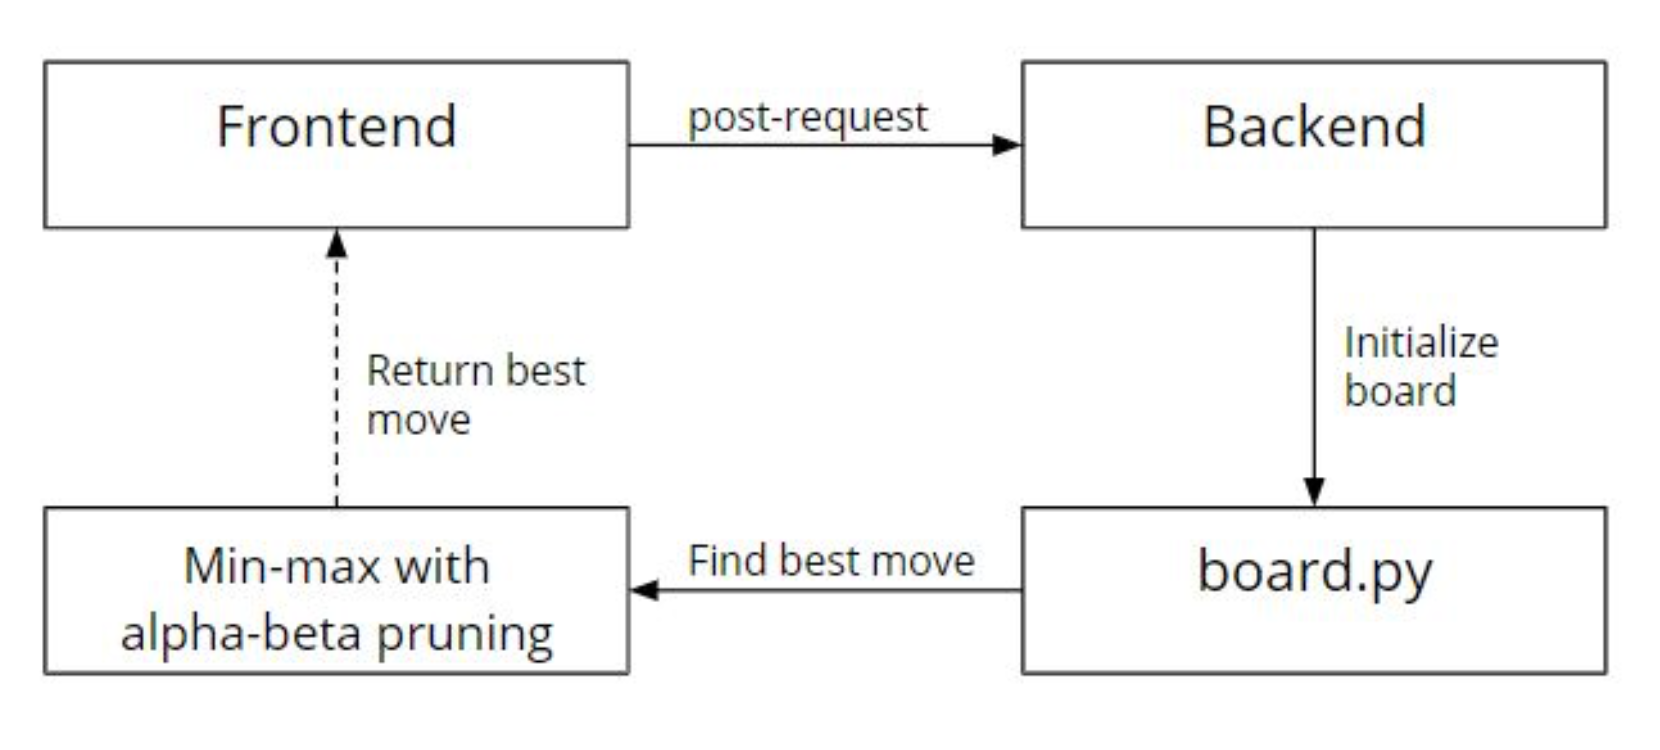 Frontend
post-request
Backend
Return best
move
Initialize
board
Min-max with
alpha-beta pruning
Find best move
board.py